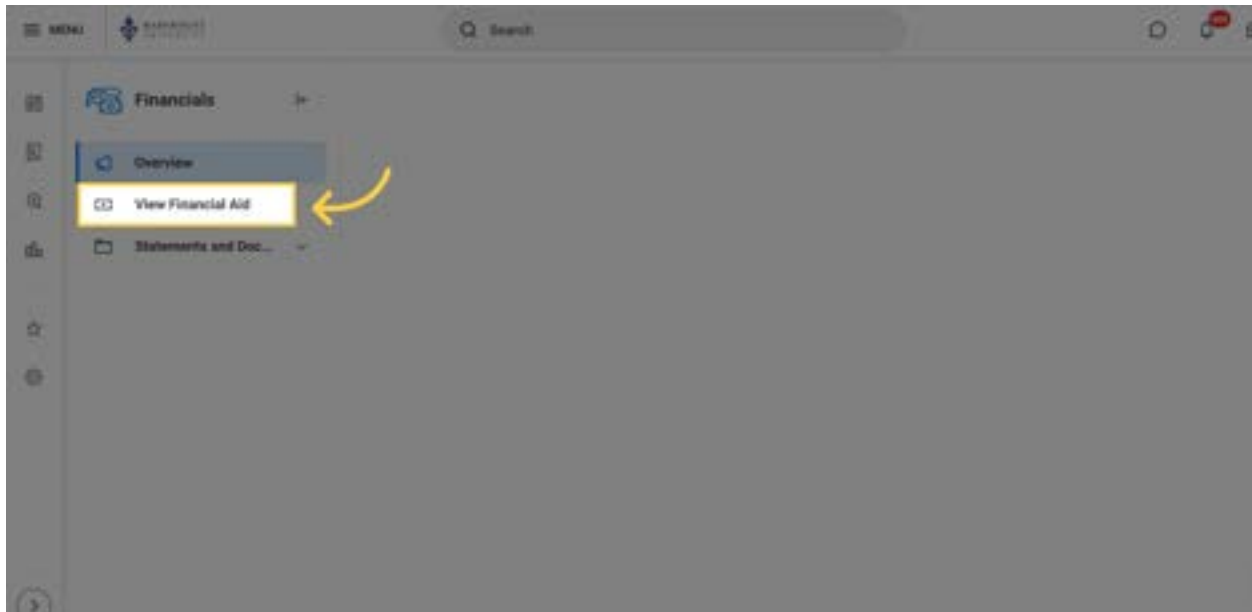 MENU
Search
Financials
Overview
View Financial Aid
Statements and Doc...